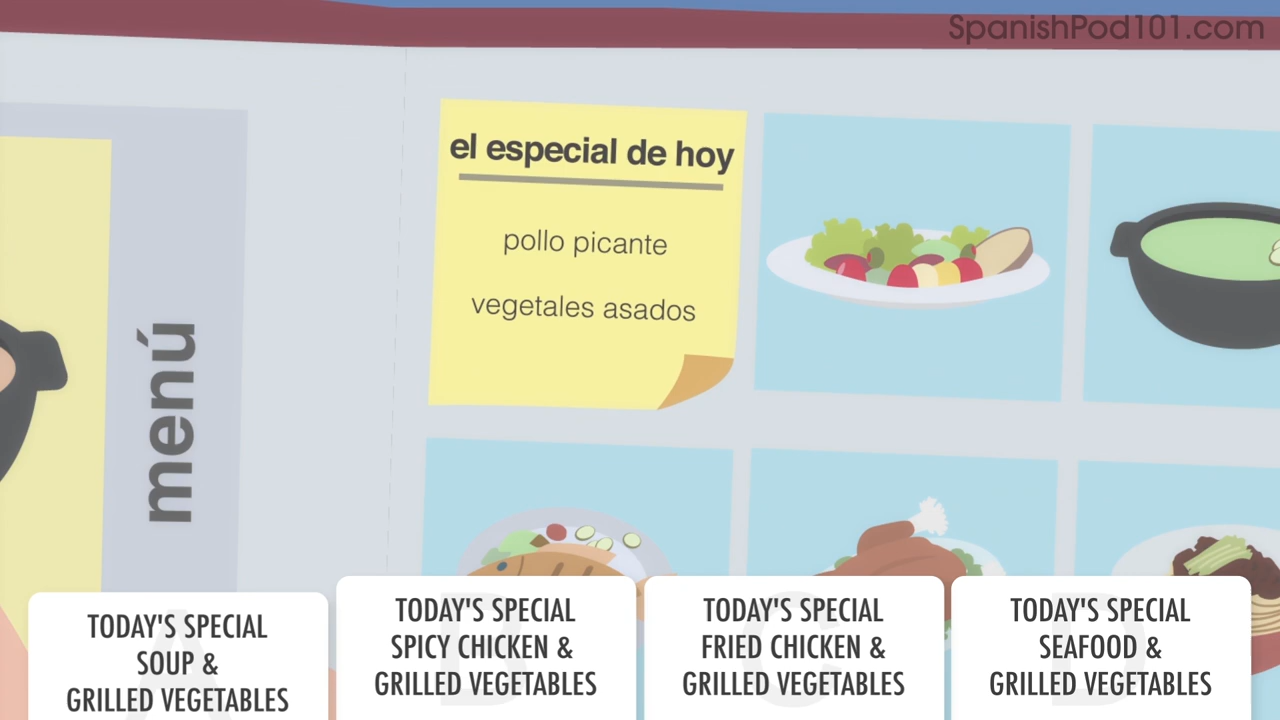 SpanishPod101.com
el especial de hoy
pollo picante
vegetales asados
menú
TODAY'S SPECIAL
SOUP &
GRILLED VEGETABLES
TODAY'S SPECIAL
SPICY CHICKEN &
GRILLED VEGETABLES
TODAY'S SPECIAL
FRIED CHICKEN &
GRILLED VEGETABLES
TODAY'S SPECIAL
SEAFOOD &
GRILLED VEGETABLES